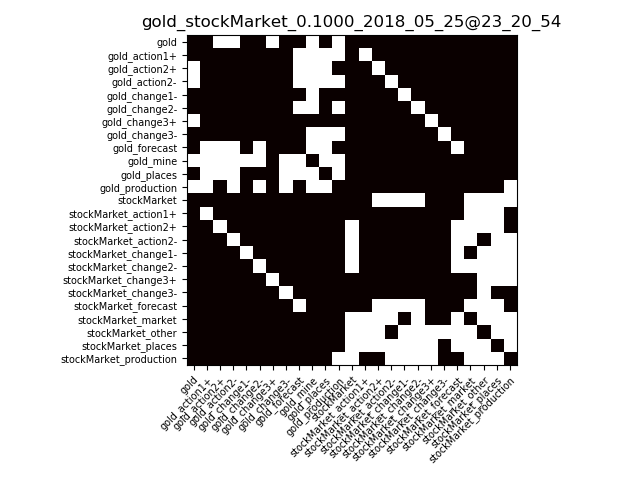 gold_stockMarket_0.1000_2018_05_25@23_20_54
gold
gold_action1+
gold_action2+
gold_action2-
gold_change1-
gold_change2-
gold_change3+
gold_change3-
gold_forecast
gold_mine
gold_places
gold_production
stockMarket
stockMarket_action1+
stockMarket_action2+
stockMarket_action2-
stockMarket_change1-
stockMarket_change2-
stockMarket_change3+
stockMarket_change3-
stockMarket_forecast
stockMarket_market
stockMarket_other
stockMarket_places
stockMarket_production
gold
gold_action1+
gold_action2+
gold_action2-
gold_change1-
gold_change2-
gold_change3+
gold_change3-
gold_forecast
gold_mine
gold_places
gold_production
stockMarket
stockMarket_action1+
stockMarket_action2+
stockMarket_action2-
stockMarket_change1-
stockMarket_change2-
stockMarket_change3+
stockMarket_change3-
stockMarket_forecast
stockMarket_market
stockMarket_other
stockMarket_places
stockMarket_production